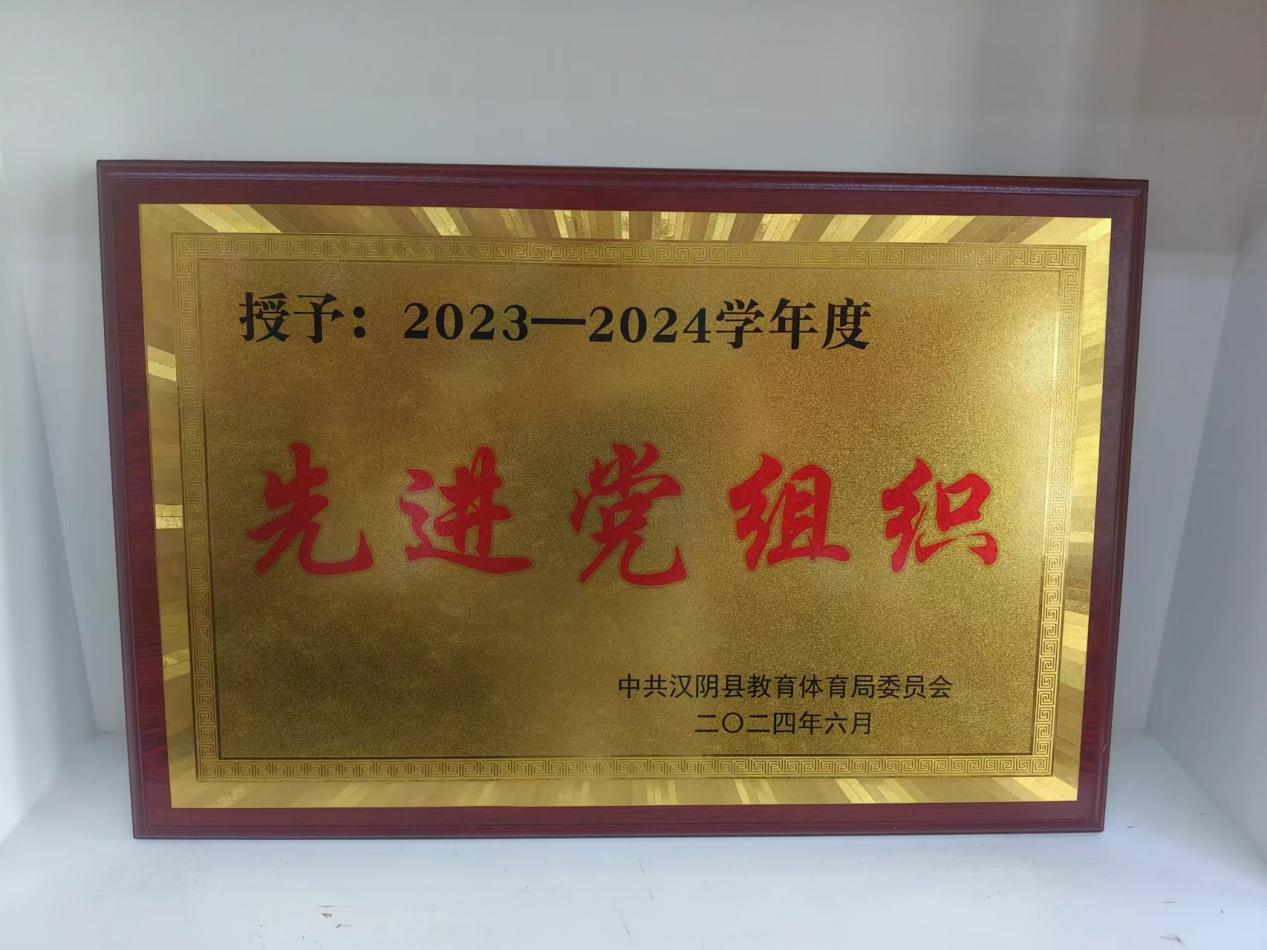 授予：2023—2024学年度
先进党组织
中共汉阴县教育体育局委员会
二〇二四年六月